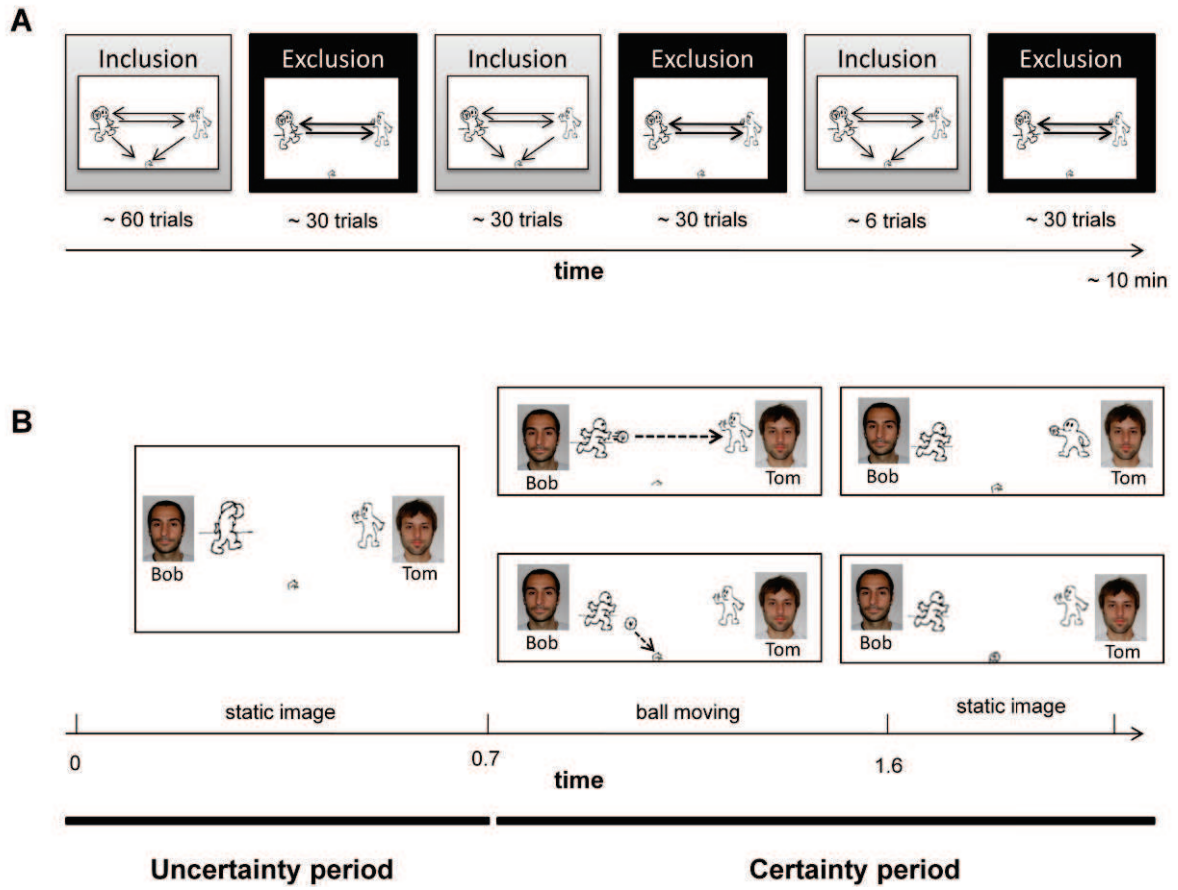 A
Inclusion Exclusion Inclusion Exclusion Inclusion Exclusion
~ 60 trials ~ 30 trials ~ 30 trials ~ 30 trials ~ 6 trials ~ 30 trials
time
~ 10 min
B
Bob Tom
Bob Tom
Bob Tom
Bob Tom
Bob Tom
static image ball moving static image
0 0.7 1.6
time
Uncertainty period Certainty period